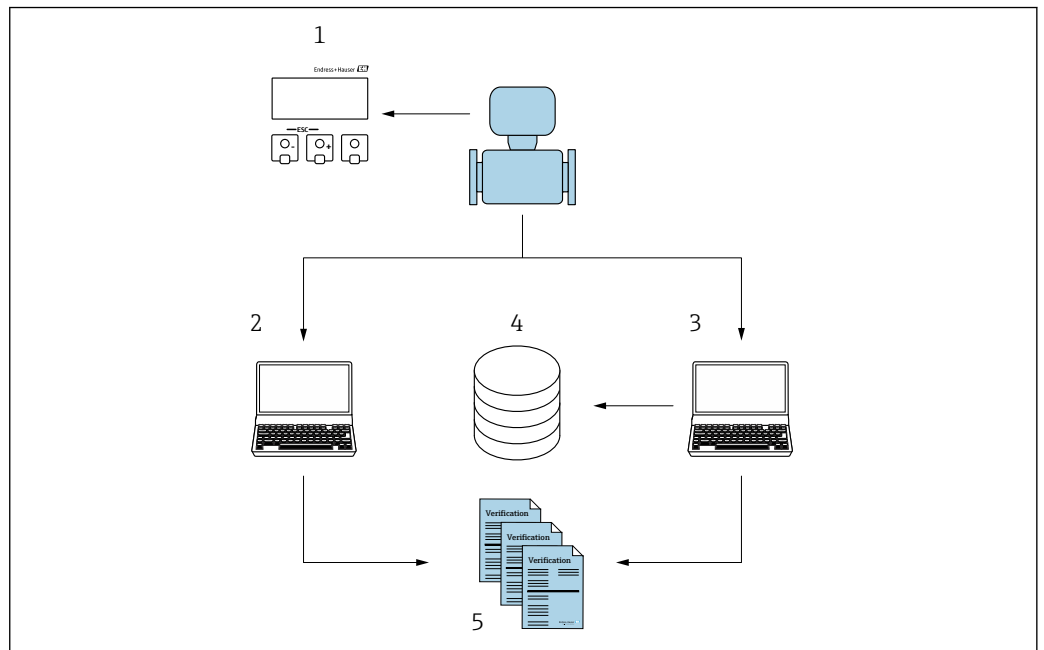 1
Endress+Hauser
ESC
- +
2
4
3
Verification
Verification
Verification
5